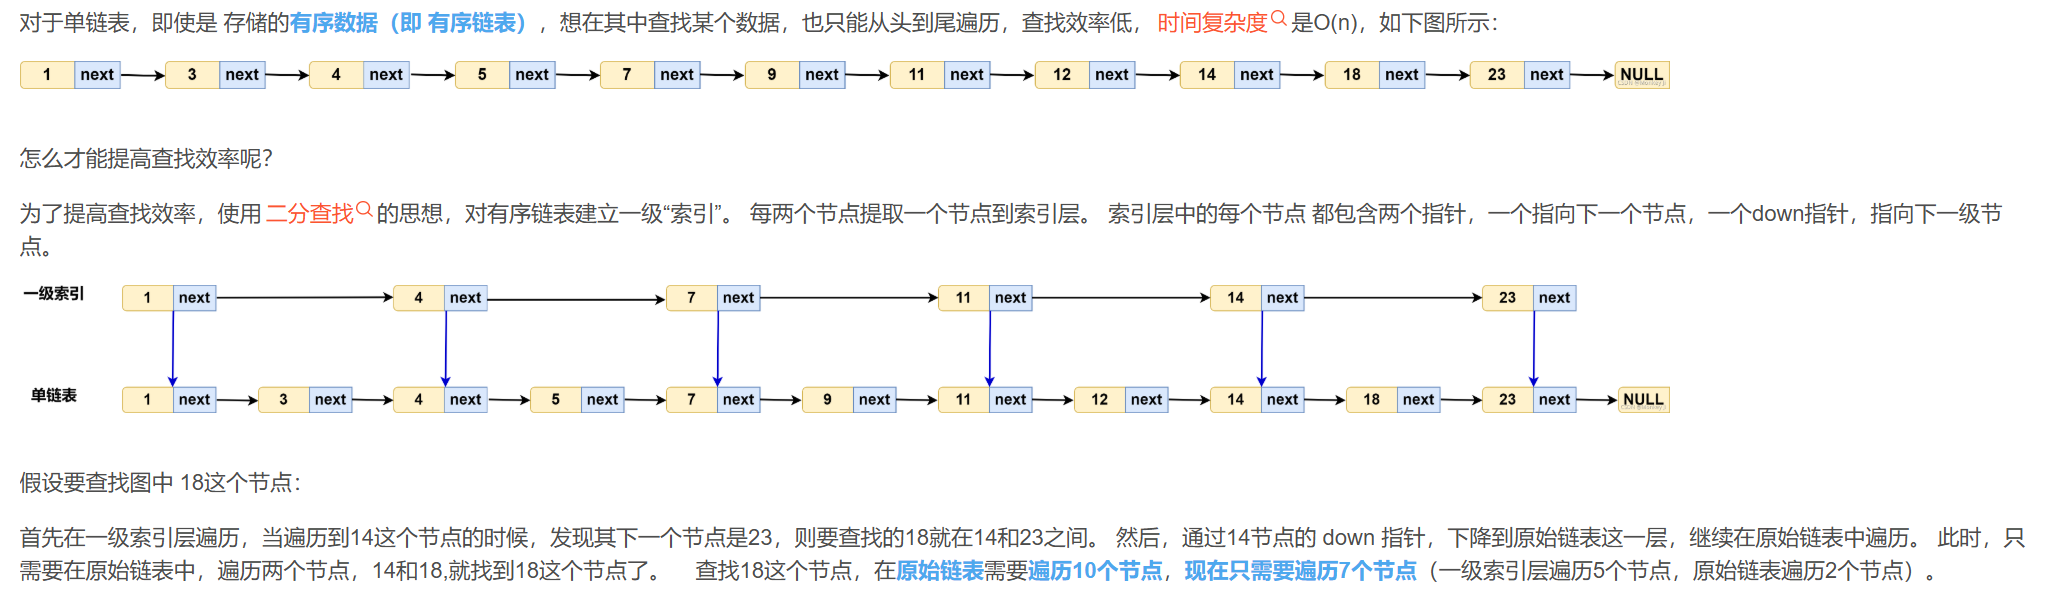 对于单链表，即使是 存储的有序数据（即 有序链表），想在其中查找某个数据，也只能从头到尾遍历，查找效率低， 时间复杂度是O(n)，如下图所示：
1 next 3 next 4 next 5 next 7 next 9 next 11 next 12 next 14 next 18 next 23 next NULL
怎么才能提高查找效率呢？
为了提高查找效率，使用 二分查找的思想，对有序链表建立一级“索引”。 每两个节点提取一个节点到索引层。 索引层中的每个节点 都包含两个指针，一个指向下一个节点，一个down指针，指向下一级节
点。
一级索引 1 next 4 next 7 next 11 next 14 next 23 next
单链表 1 next 3 next 4 next 5 next 7 next 9 next 11 next 12 next 14 next 18 next 23 next NULL
假设要查找图中 18这个节点：
首先在一级索引层遍历，当遍历到14这个节点的时候，发现其下一个节点是23，则要查找的18就在14和23之间。 然后，通过14节点的 down 指针，下降到原始链表这一层，继续在原始链表中遍历。 此时，只
需要在原始链表中，遍历两个节点，14和18,就找到18这个节点了。 查找18这个节点，在原始链表需要遍历10个节点，现在只需要遍历7个节点（一级索引层遍历5个节点，原始链表遍历2个节点）。